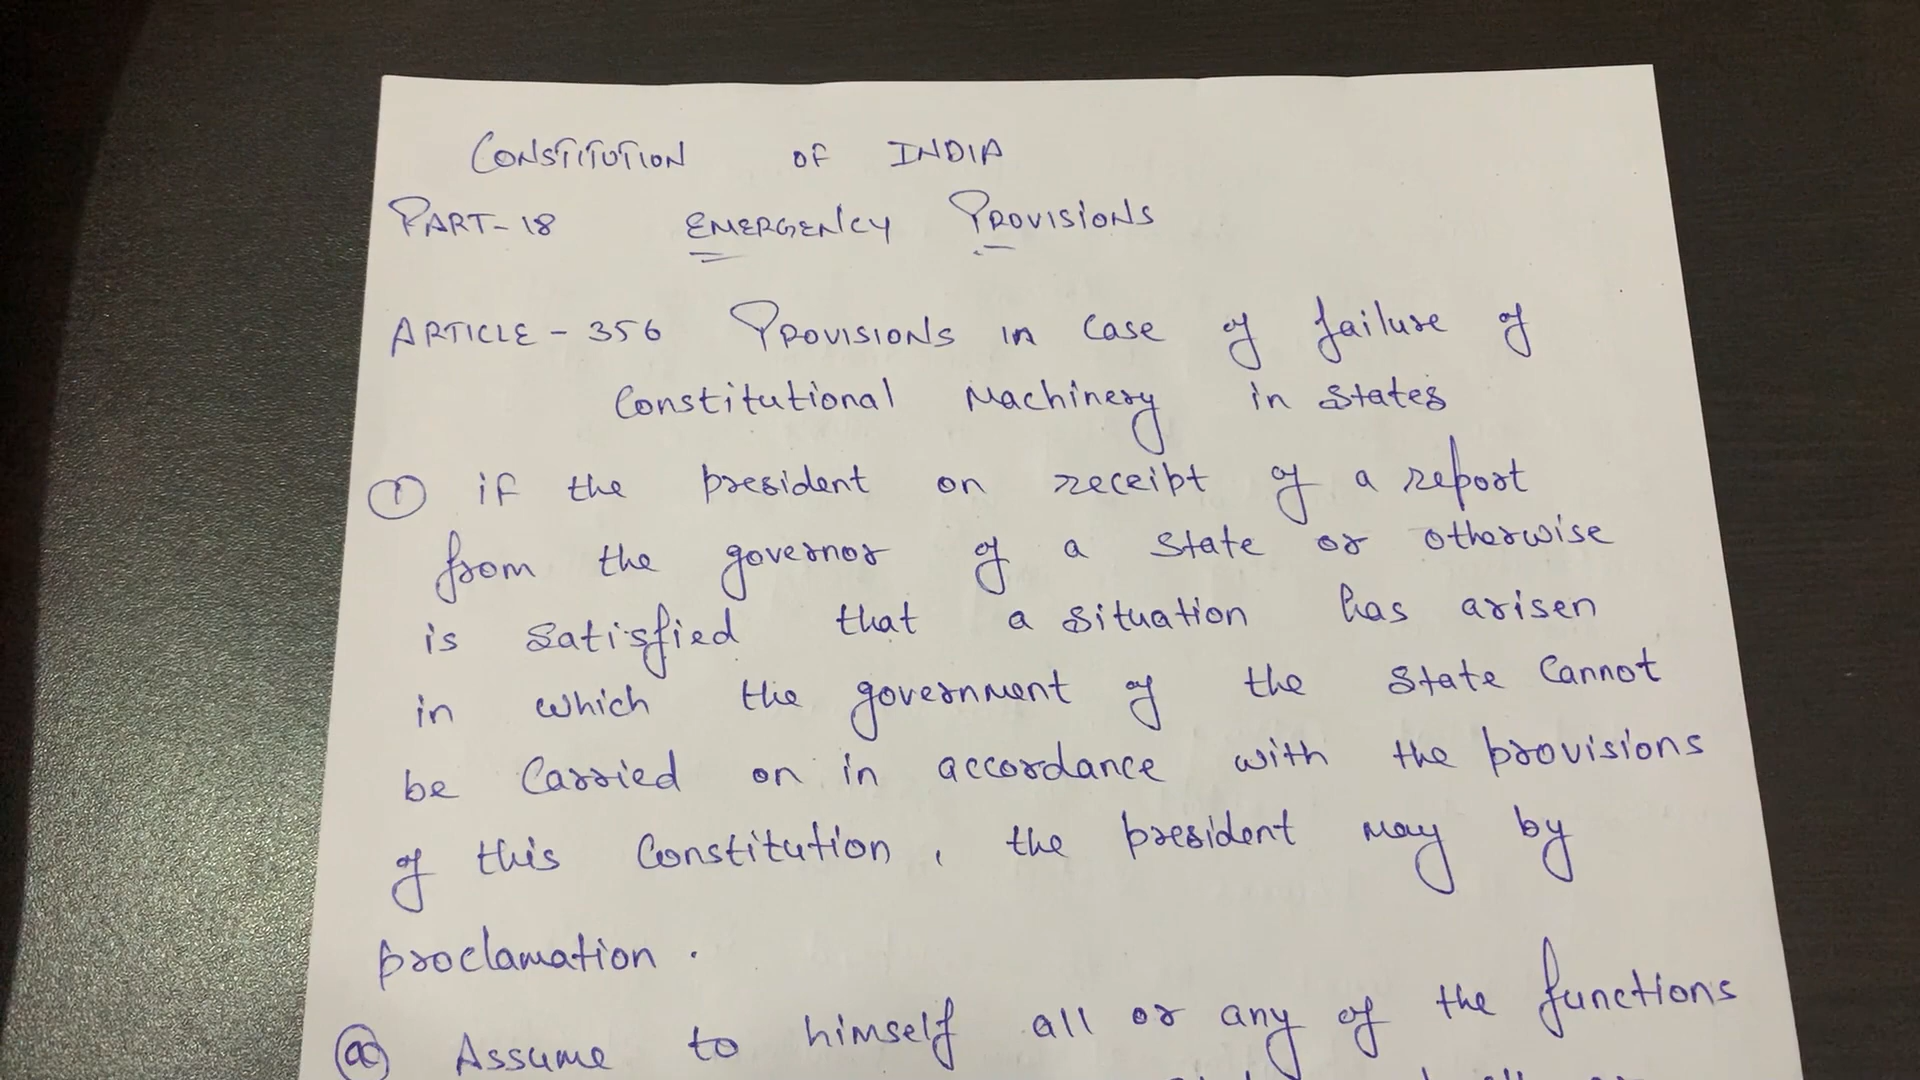 CONSTITUTION OF INDIA
PART-18 EMERGENCY PROVISIONS
ARTICLE - 356 PROVISIONS in case of failure of
Constitutional Machinery in states
① if the president on receipt of a report
from the governor of a state or otherwise
is satisfied that a situation has arisen
in which the government of the state cannot
be carried on in accordance with the provisions
of this Constitution, the president may by
proclamation.
ⓐ Assume to himself all or any of the functions